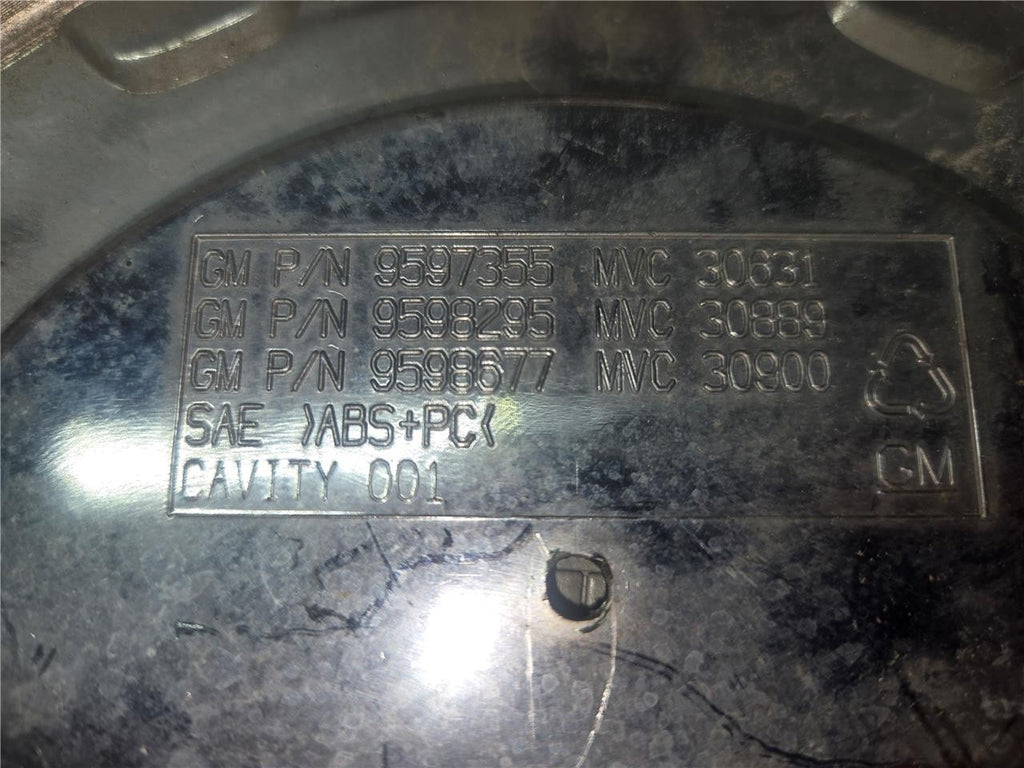 GM P/N 9597355 MVC 30631
GM P/N 9598295 MVC 30889
GM P/N 9598677 MVC 30900
SAE >ABS+PC<
CAVITY 001
GM